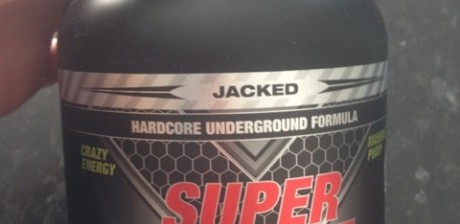 JACKED
HARDCORE UNDERGROUND FORMULA
CRAZY
ENERGY
SUPER